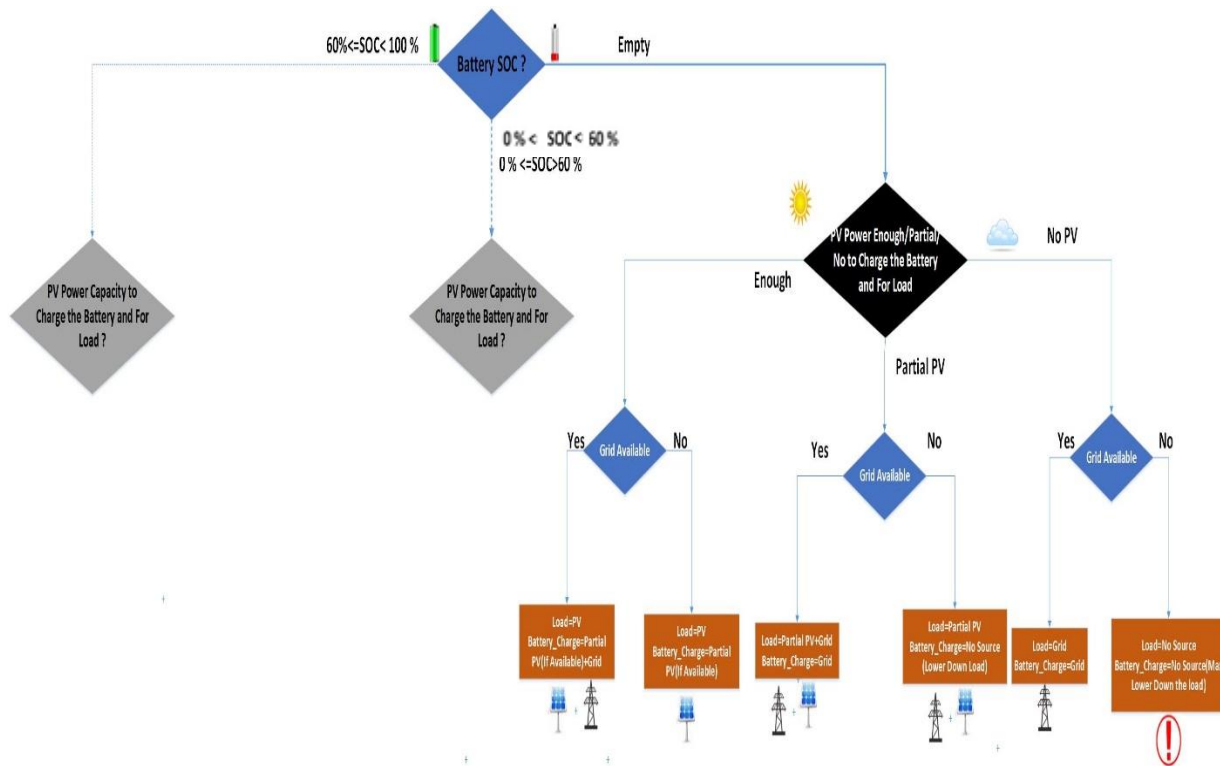 60%<=SOC< 100 %
Battery SOC ?
Empty
0 % < SOC < 60 %
0 % <=SOC>60 %
PV Power Capacity to
Charge the Battery and For
Load ?
PV Power Capacity to
Charge the Battery and For
Load ?
PV Power Enough/Partial/
No to Charge the Battery
and For Load
Enough
No PV
Partial PV
Yes
Grid Available
No
Yes
Grid Available
No
Yes
Grid Available
No
Load=PV
Battery_Charge=Partial
PV(If Available)+Grid
Load=PV
Battery_Charge=Partial
PV(If Available)
Load=Partial PV+Grid
Battery_Charge=Grid
Load=Partial PV
Battery_Charge=No Source
(Lower Down Load)
Load=Grid
Battery_Charge=Grid
Load=No Source
Battery_Charge=No Source(Max
Lower Down the load)